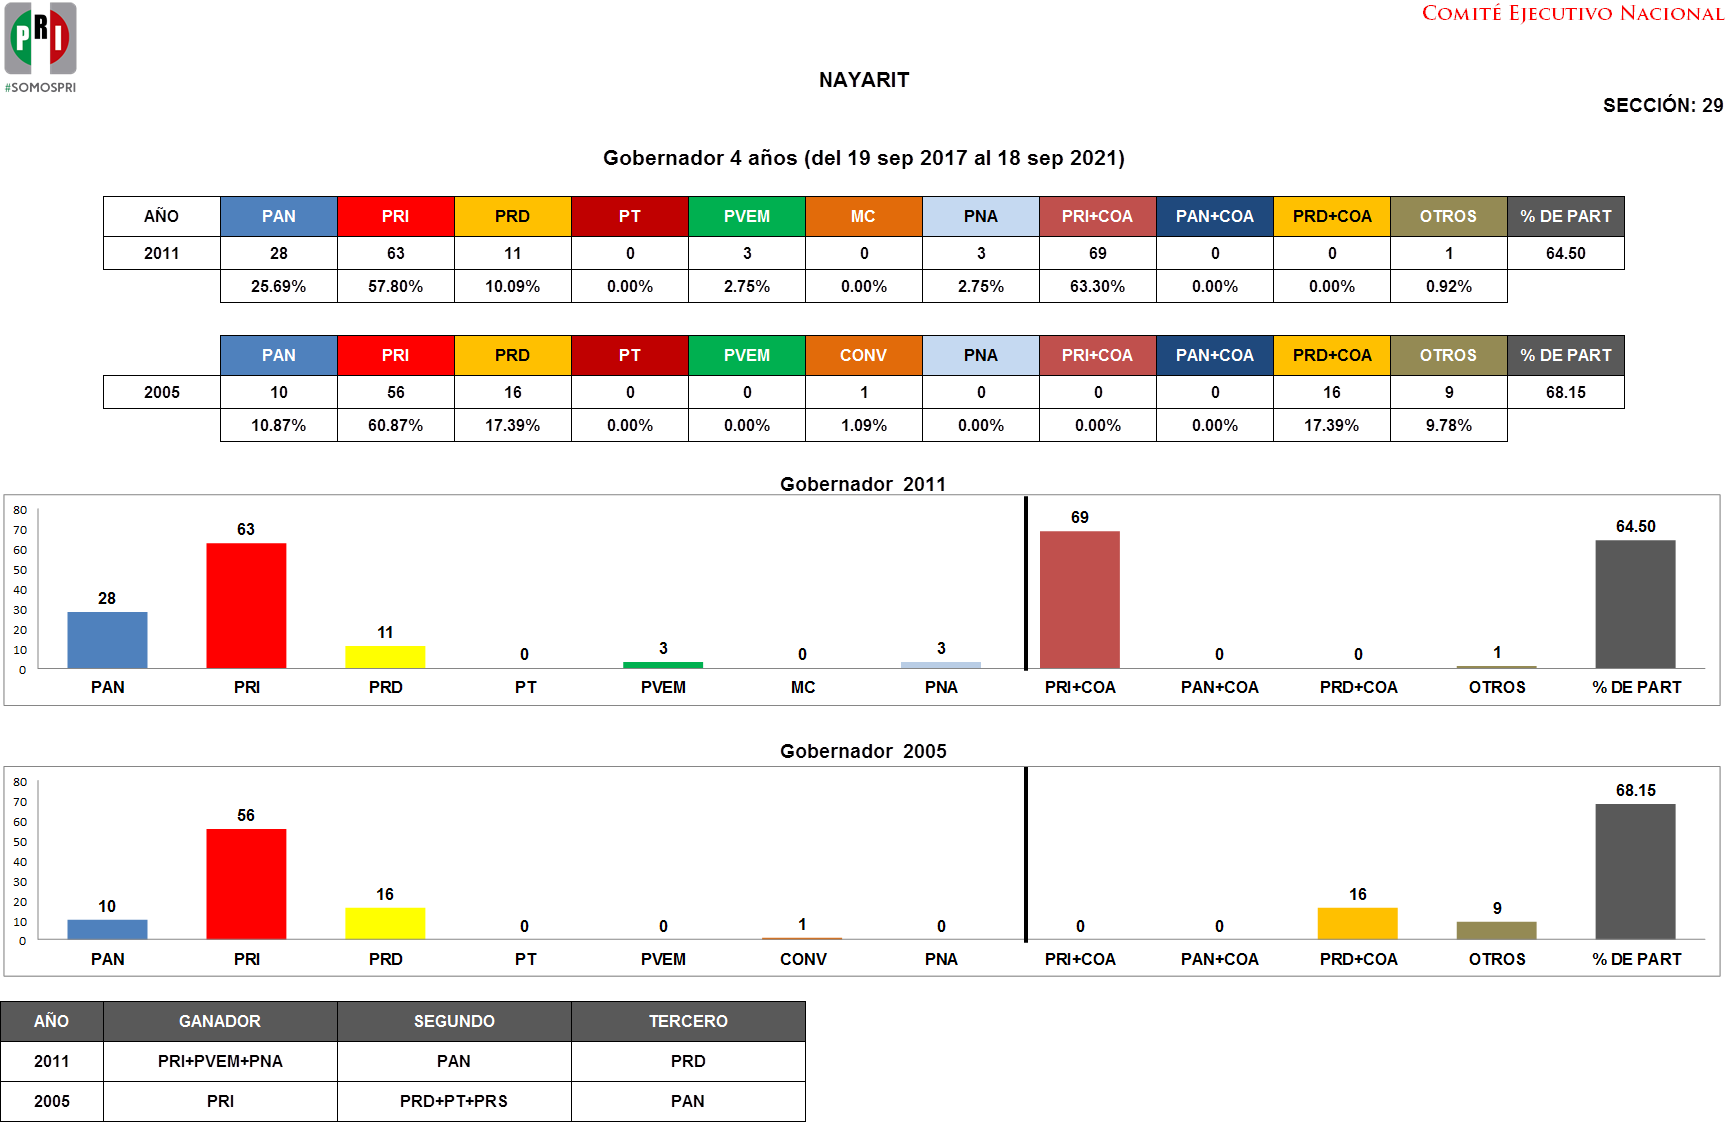 PRI
#SOMOSPRI
COMITÉ EJECUTIVO NACIONAL
NAYARIT
SECCIÓN: 29
Gobernador 4 años (del 19 sep 2017 al 18 sep 2021)
AÑO PAN PRI PRD PT PVEM MC PNA PRI+COA PAN+COA PRD+COA OTROS % DE PART
2011 28 63 11 0 3 0 3 69 0 0 1 64.50
25.69% 57.80% 10.09% 0.00% 2.75% 0.00% 2.75% 63.30% 0.00% 0.00% 0.92%
PAN PRI PRD PT PVEM CONV PNA PRI+COA PAN+COA PRD+COA OTROS % DE PART
2005 10 56 16 0 0 1 0 0 0 16 9 68.15
10.87% 60.87% 17.39% 0.00% 0.00% 1.09% 0.00% 0.00% 0.00% 17.39% 9.78%
Gobernador 2011
80
70
60
50
40
30
20
10
0
28 63 11 0 3 0 3 69 0 0 1 64.50
PAN PRI PRD PT PVEM MC PNA PRI+COA PAN+COA PRD+COA OTROS % DE PART
Gobernador 2005
80
70
60
50
40
30
20
10
0
10 56 16 0 0 1 0 0 0 16 9 68.15
PAN PRI PRD PT PVEM CONV PNA PRI+COA PAN+COA PRD+COA OTROS % DE PART
AÑO GANADOR SEGUNDO TERCERO
2011 PRI+PVEM+PNA PAN PRD
2005 PRI PRD+PT+PRS PAN